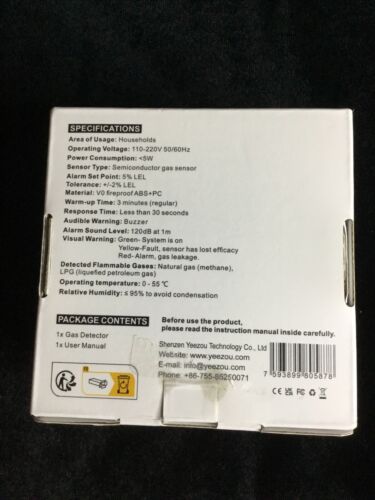 SPECIFICATIONS
Area of Usage: Households
Operating Voltage: 110-220V 50/60Hz
Power Consumption: <5W
Sensor Type: Semiconductor gas sensor
Alarm Set Point: 5% LEL
Tolerance: +/-2% LEL
Material: V0 fireproof ABS+PC
Warm-up Time: 3 minutes (regular)
Response Time: Less than 30 seconds
Audible Warning: Buzzer
Alarm Sound Level: 120dB at 1m
Visual Warning: Green- System is on
Yellow-Fault, sensor has lost efficacy
Red- Alarm, gas leakage.
Detected Flammable Gases: Natural gas (methane),
LPG (liquefied petroleum gas)
Operating temperature: 0 - 55 ℃
Relative Humidity: ≤ 95% to avoid condensation
PACKAGE CONTENTS
1x Gas Detector
1x User Manual
Before use the product,
please read the instruction manual inside carefully.
Shenzen Yeezou Technology Co., Ltd
Website: www.yeezou.com
E-mail: info@yeezou.com
Phone: +86-755-85250071
7 593899 805878
FR
CE